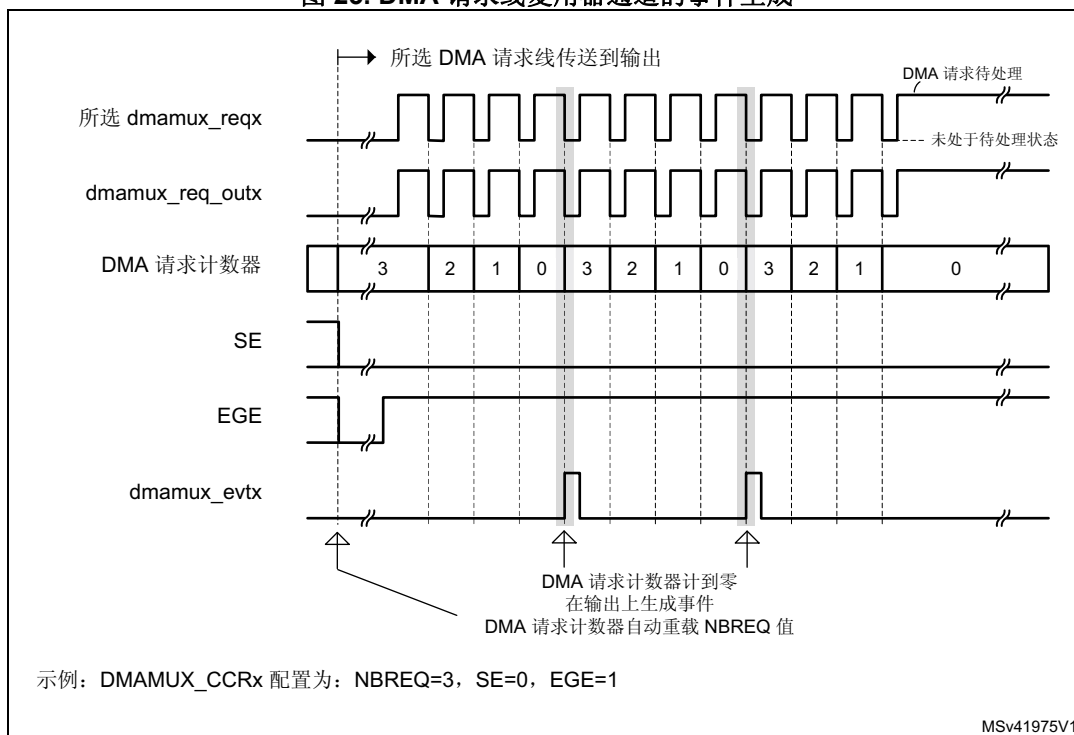 所选 DMA 请求线传送到输出
DMA 请求待处理
所选 dmamux_reqx
未处于待处理状态
dmamux_req_outx
DMA 请求计数器 3 2 1 0 3 2 1 0 3 2 1 0
SE
EGE
dmamux_evtx
DMA 请求计数器计到零
在输出上生成事件
DMA 请求计数器自动重载 NBREQ 值
示例：DMAMUX_CCRx 配置为：NBREQ=3，SE=0，EGE=1
MSv41975V1